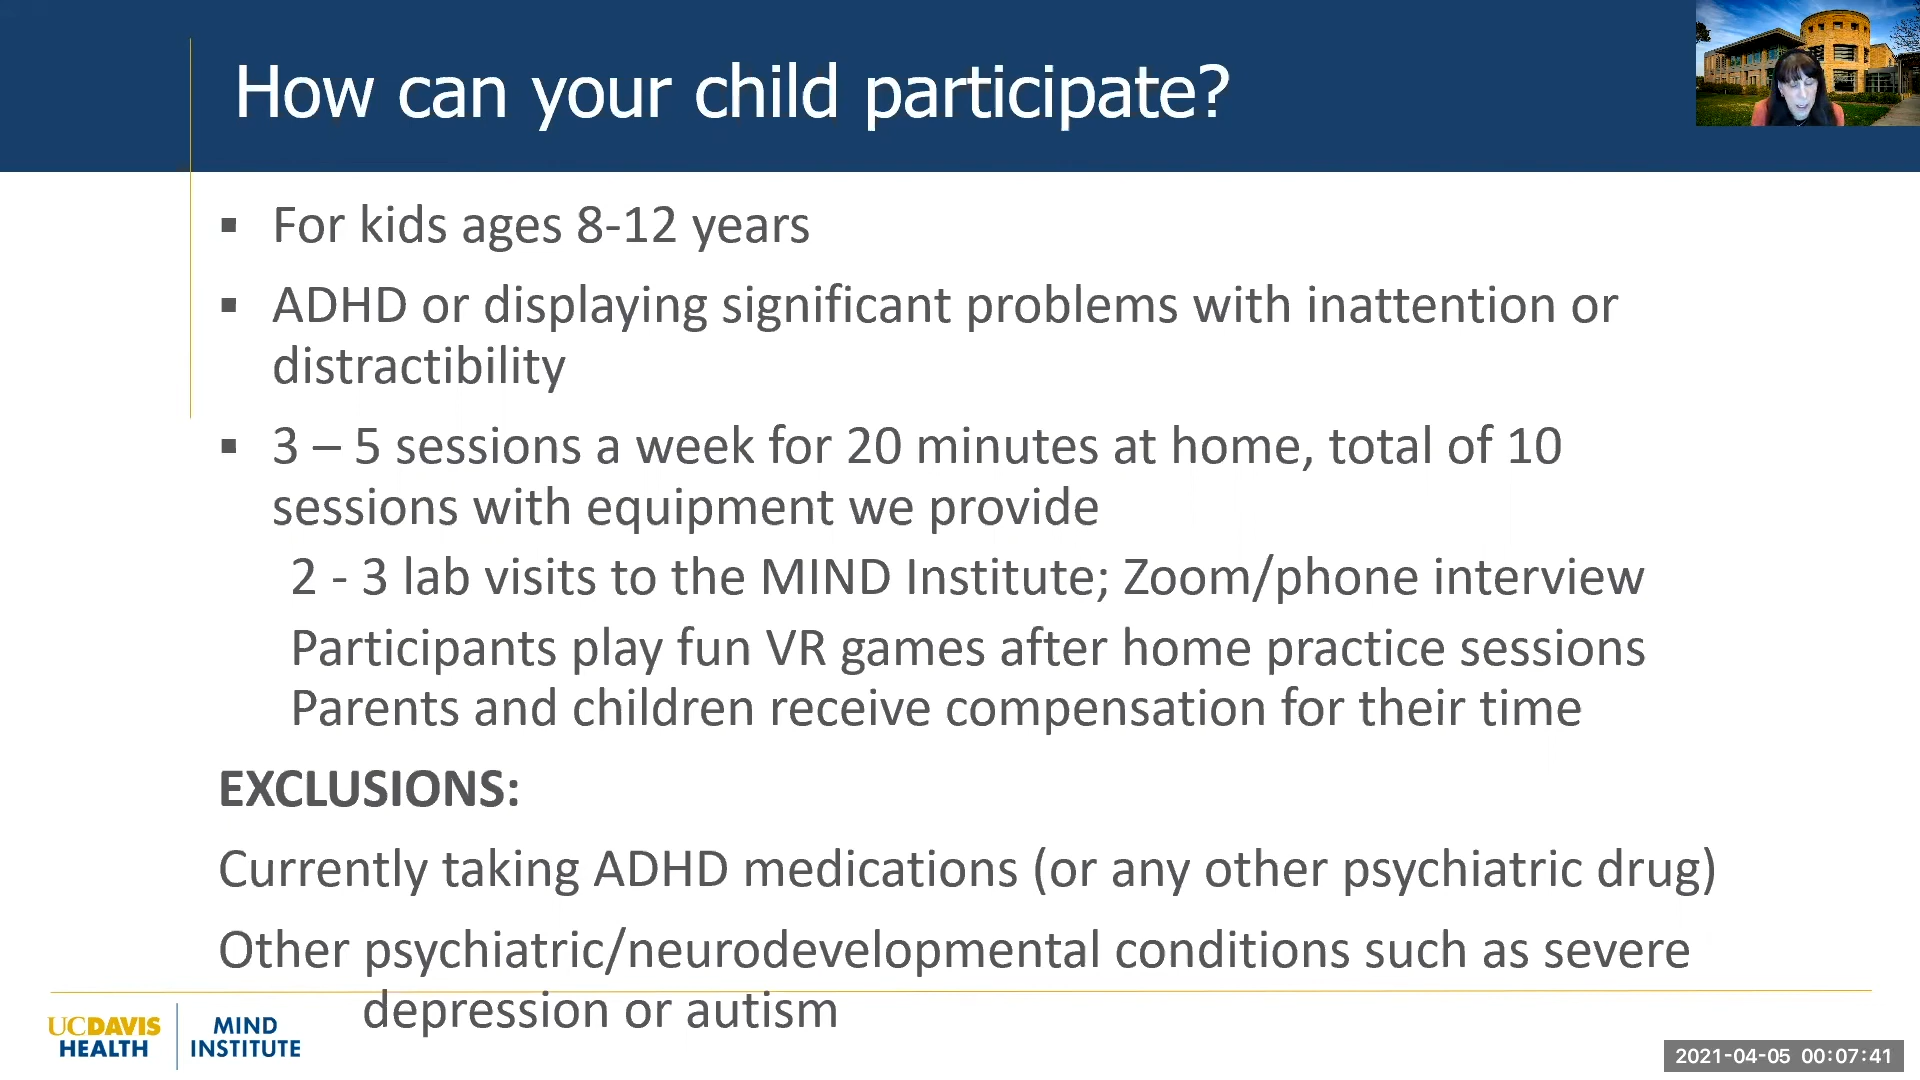 How can your child participate?
▪ For kids ages 8-12 years
▪ ADHD or displaying significant problems with inattention or
distractibility
▪ 3 – 5 sessions a week for 20 minutes at home, total of 10
sessions with equipment we provide
2 - 3 lab visits to the MIND Institute; Zoom/phone interview
Participants play fun VR games after home practice sessions
Parents and children receive compensation for their time
EXCLUSIONS:
Currently taking ADHD medications (or any other psychiatric drug)
Other psychiatric/neurodevelopmental conditions such as severe
depression or autism
UCDAVIS
HEALTH
MIND
INSTITUTE
2021-04-05 00:07:41